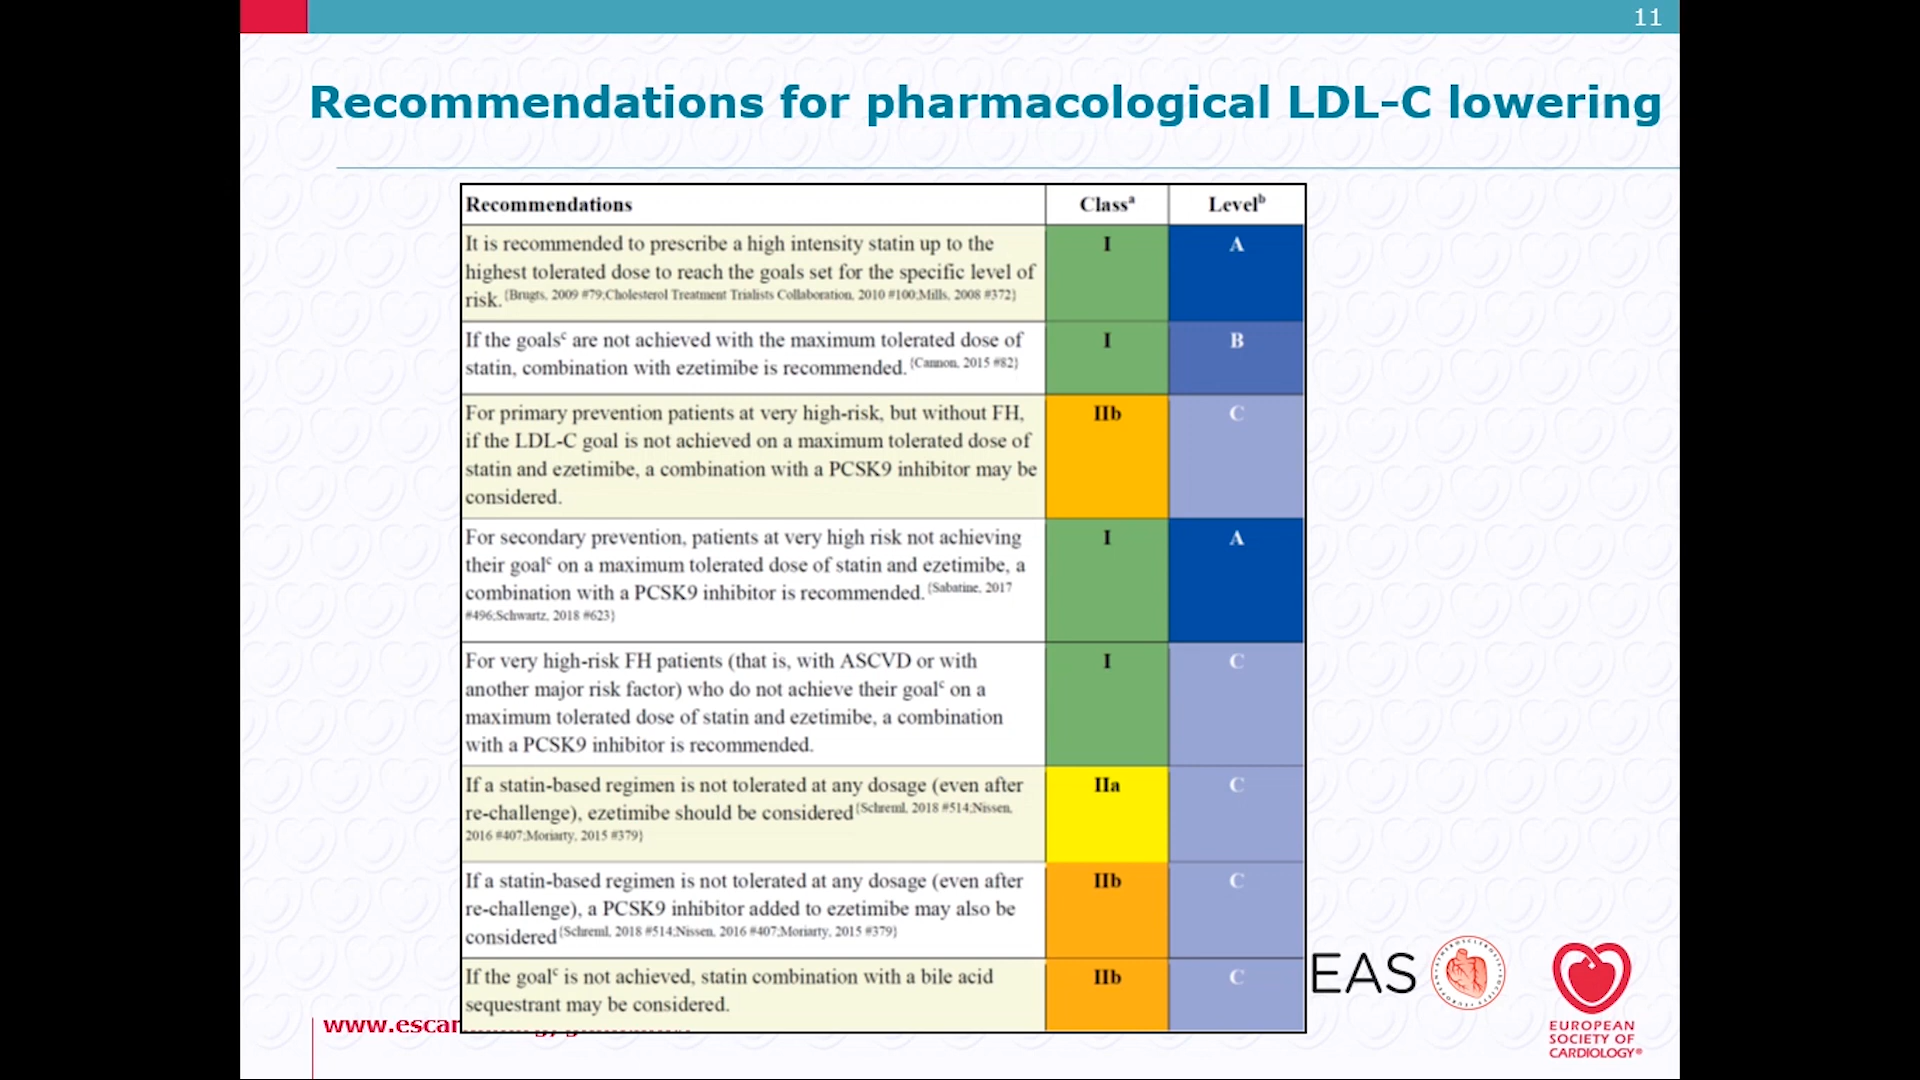 11
Recommendations for pharmacological LDL-C lowering
Recommendations Classᵃ Levelᵇ
It is recommended to prescribe a high intensity statin up to the I A
highest tolerated dose to reach the goals set for the specific level of
risk. {Brugts, 2009 #79;Cholesterol Treatment Trialists Collaboration, 2010 #100;Mills, 2008 #372}
If the goalsᶜ are not achieved with the maximum tolerated dose of I B
statin, combination with ezetimibe is recommended. {Cannon, 2015 #82}
For primary prevention patients at very high-risk, but without FH, IIb C
if the LDL-C goal is not achieved on a maximum tolerated dose of
statin and ezetimibe, a combination with a PCSK9 inhibitor may be
considered.
For secondary prevention, patients at very high risk not achieving I A
their goalᶜ on a maximum tolerated dose of statin and ezetimibe, a
combination with a PCSK9 inhibitor is recommended. {Sabatine, 2017
#496;Schwartz, 2018 #623}
For very high-risk FH patients (that is, with ASCVD or with I C
another major risk factor) who do not achieve their goalᶜ on a
maximum tolerated dose of statin and ezetimibe, a combination
with a PCSK9 inhibitor is recommended.
If a statin-based regimen is not tolerated at any dosage (even after IIa C
re-challenge), ezetimibe should be considered {Schreml, 2018 #514;Nissen,
2016 #407;Moriarty, 2015 #379}
If a statin-based regimen is not tolerated at any dosage (even after IIb C
re-challenge), a PCSK9 inhibitor added to ezetimibe may also be
considered {Schreml, 2018 #514;Nissen, 2016 #407;Moriarty, 2015 #379}
If the goalᶜ is not achieved, statin combination with a bile acid IIb C
sequestrant may be considered.
www.escar
EAS
EUROPEAN
SOCIETY OF
CARDIOLOGY®